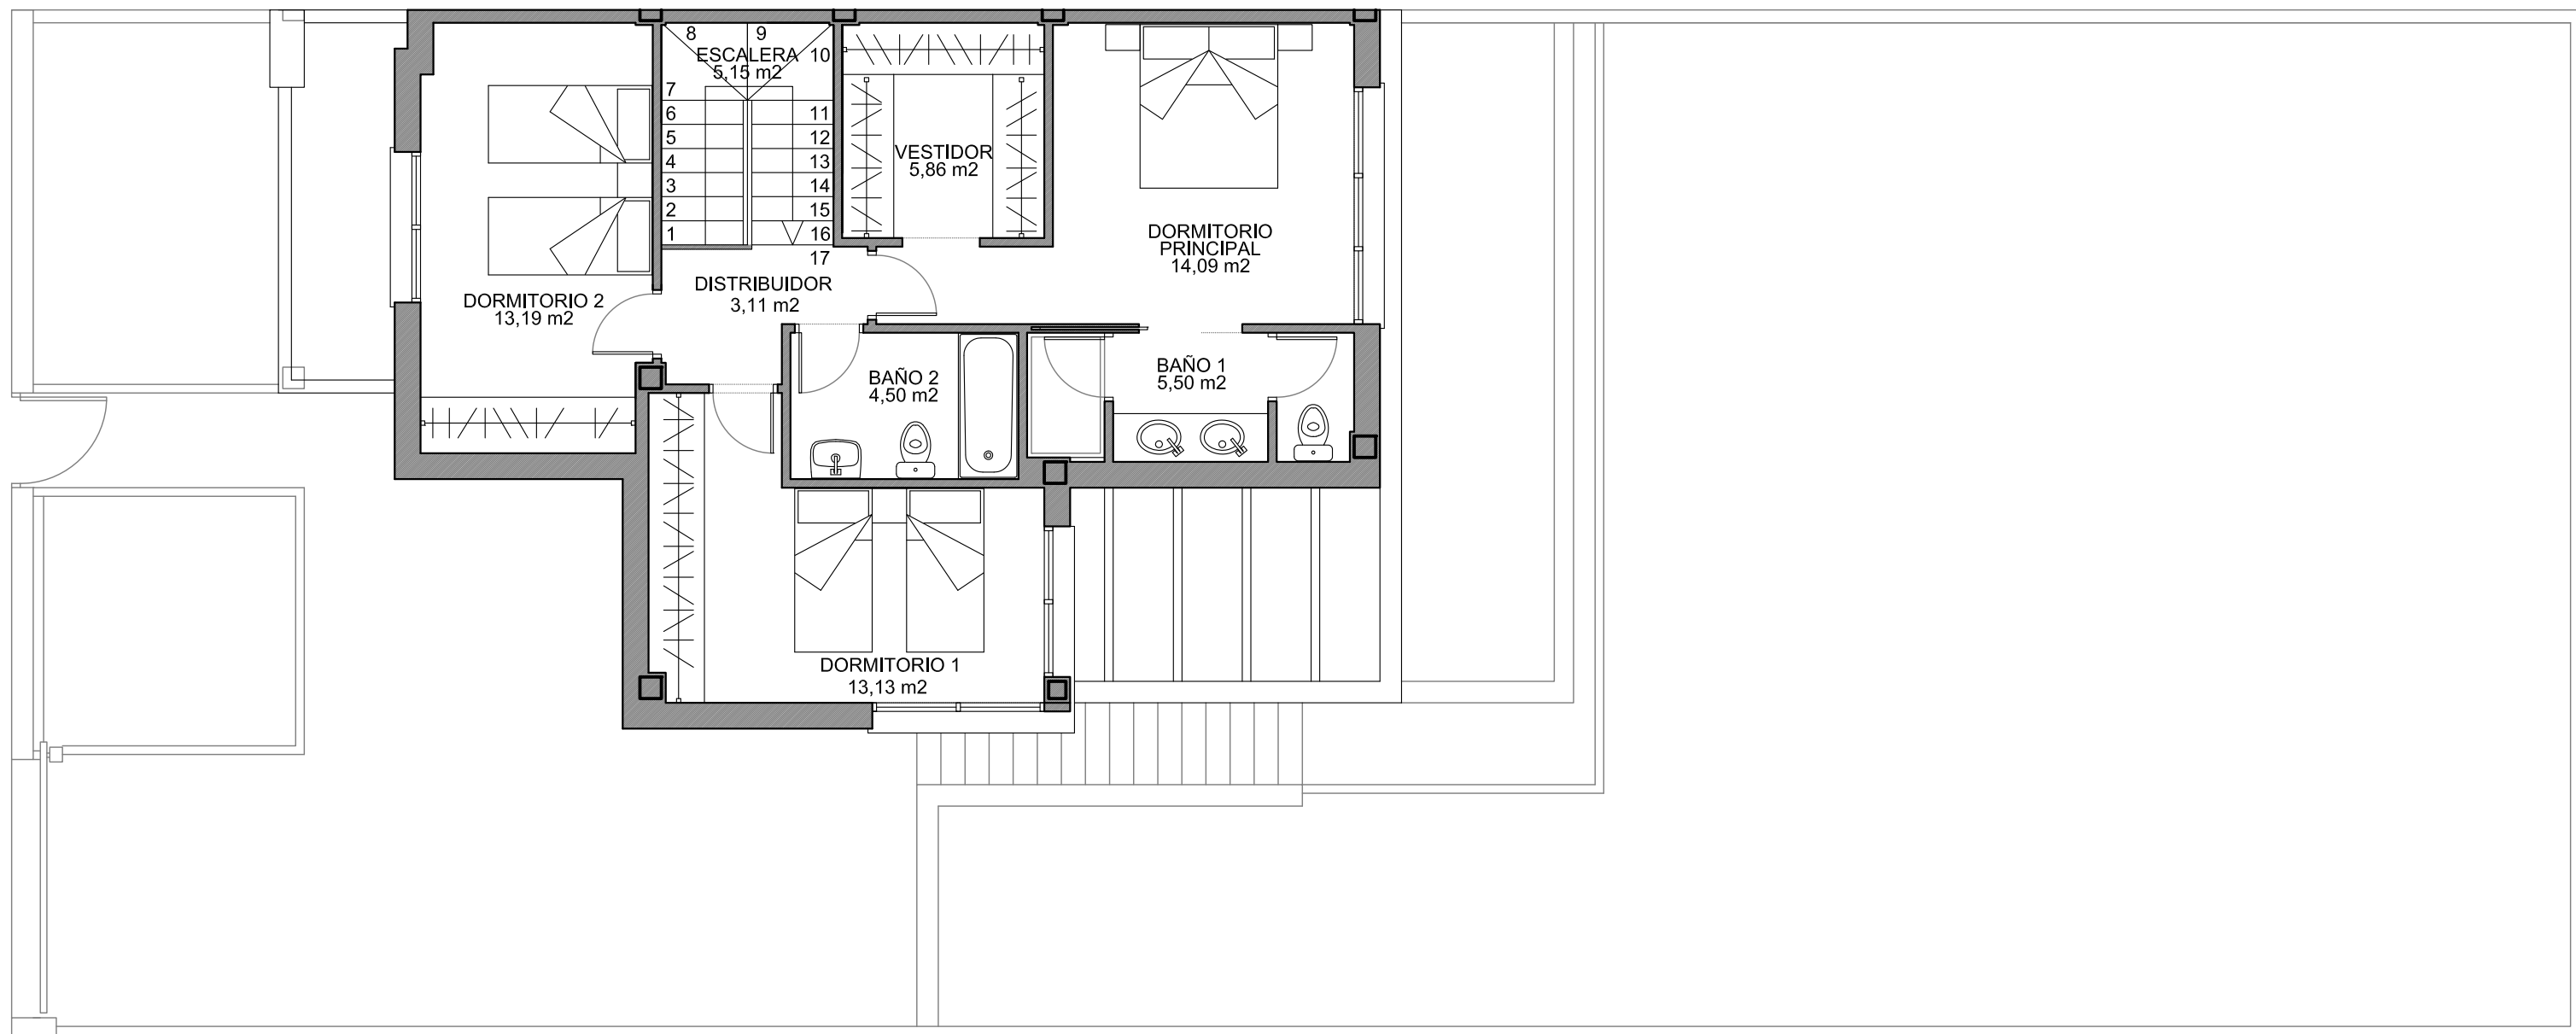 8
9
ESCALERA
10
5,15 m2
7
6
11
5
12
4
13
3
14
2
15
1
16
17
VESTIDOR
5,86 m2
DORMITORIO
PRINCIPAL
14,09 m2
DISTRIBUIDOR
3,11 m2
DORMITORIO 2
13,19 m2
BAÑO 2
4,50 m2
BAÑO 1
5,50 m2
DORMITORIO 1
13,13 m2